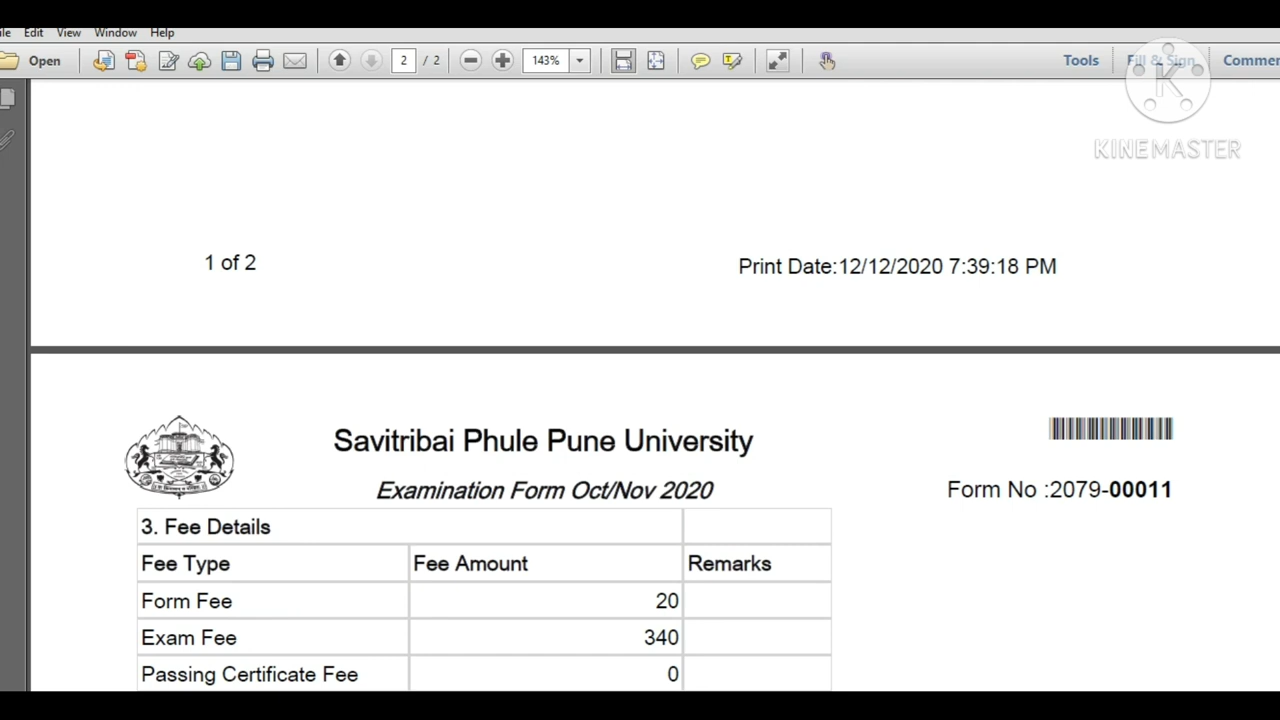 ile Edit View Window Help
Open 2 / 2 143% Tools Fill & Sign Commen
KINEMASTER
1 of 2 Print Date:12/12/2020 7:39:18 PM
Savitribai Phule Pune University
Examination Form Oct/Nov 2020 Form No :2079-00011
3. Fee Details
Fee Type Fee Amount Remarks
Form Fee 20
Exam Fee 340
Passing Certificate Fee 0